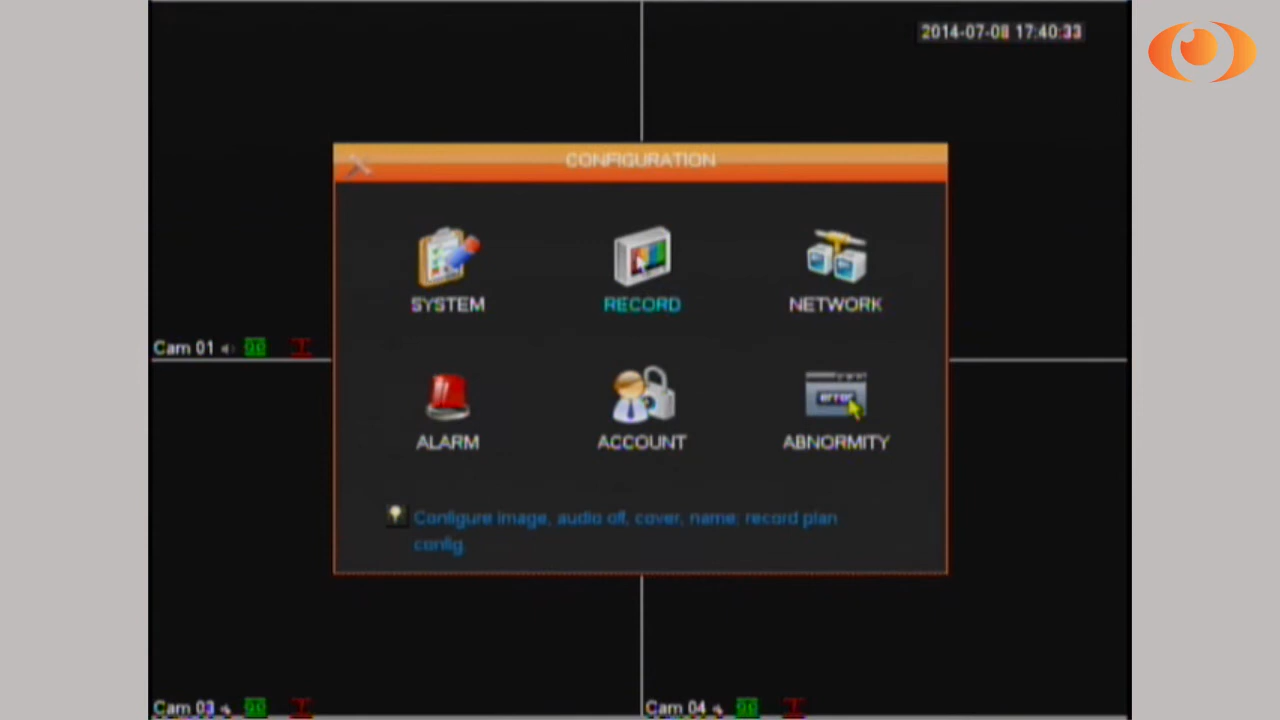 2014-07-08 17:40:33
CONFIGURATION
SYSTEM
RECORD
NETWORK
Cam 01
error
ALARM
ACCOUNT
ABNORMITY
Configure image, audio off, cover, name; record plan
config.
Cam 03
Cam 04